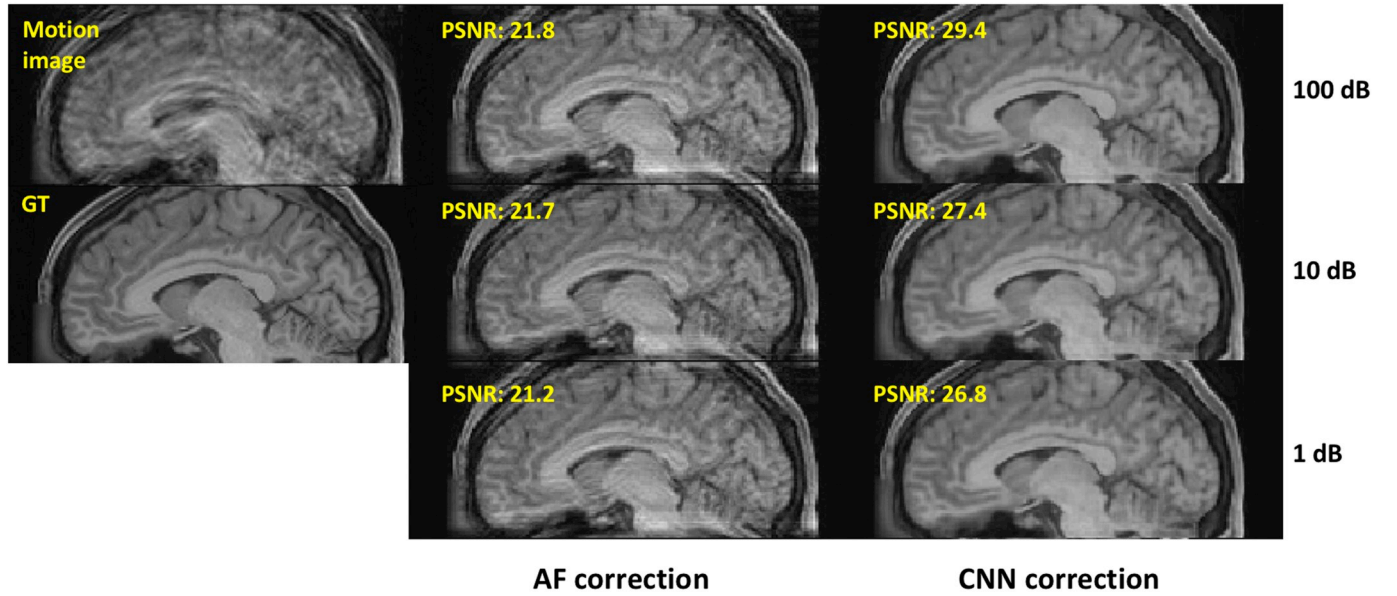 Motion
image
PSNR: 21.8
PSNR: 29.4
100 dB
GT
PSNR: 21.7
PSNR: 27.4
10 dB
PSNR: 21.2
PSNR: 26.8
1 dB
AF correction
CNN correction